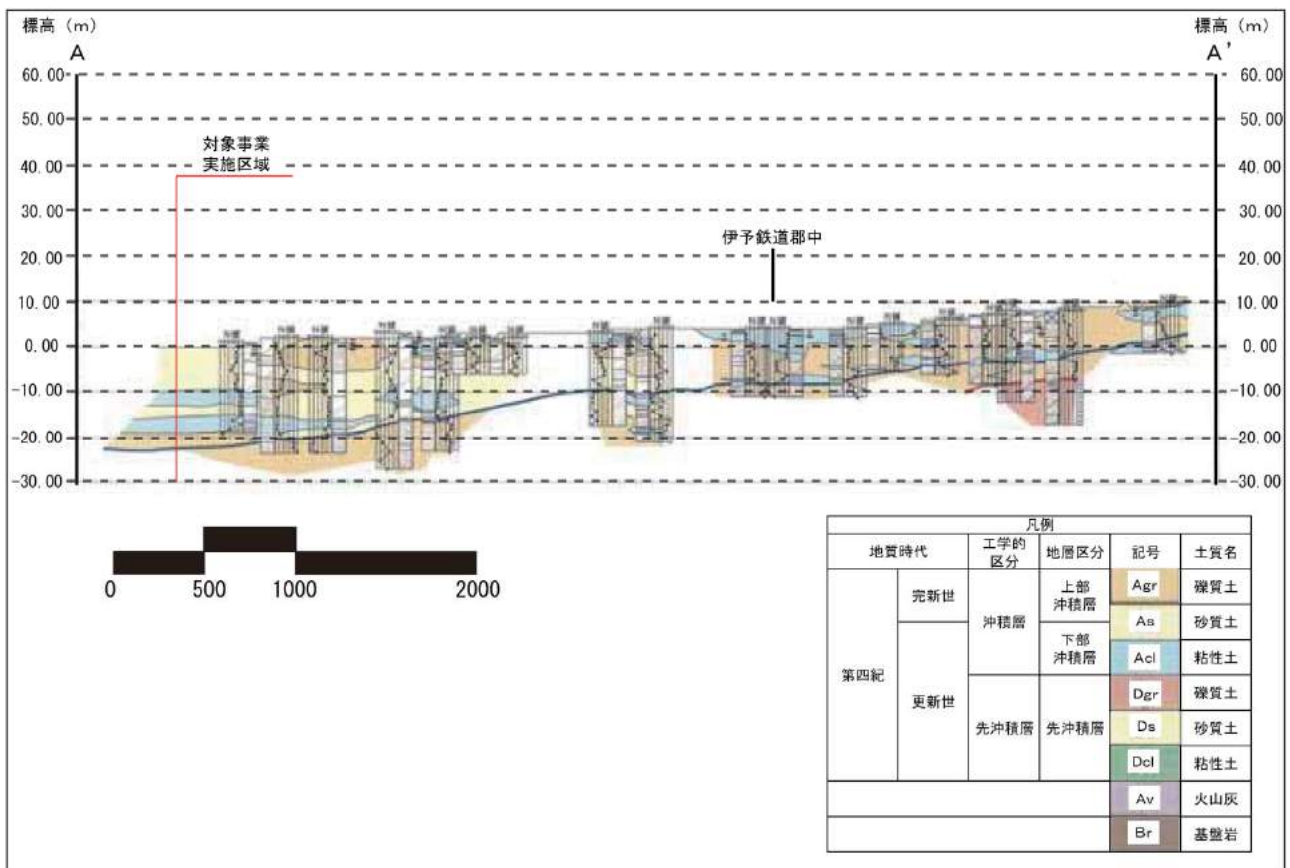 標高（m）
標高（m）
A
A'
60.00
60.00
50.00
50.00
対象事業
実施区域
40.00
40.00
30.00
30.00
伊予鉄道郡中
20.00
20.00
10.00
10.00
0.00
0.00
-10.00
-10.00
-20.00
-20.00
-30.00
-30.00
0 500 1000 2000
凡例
地質時代 工学的区分 地層区分 記号 土質名
第四紀 完新世 沖積層 上部沖積層 Agr 礫質土
As 砂質土
更新世 下部沖積層 Acl 粘性土
先沖積層 先沖積層 Dgr 礫質土
Ds 砂質土
Dcl 粘性土
Av 火山灰
Br 基盤岩